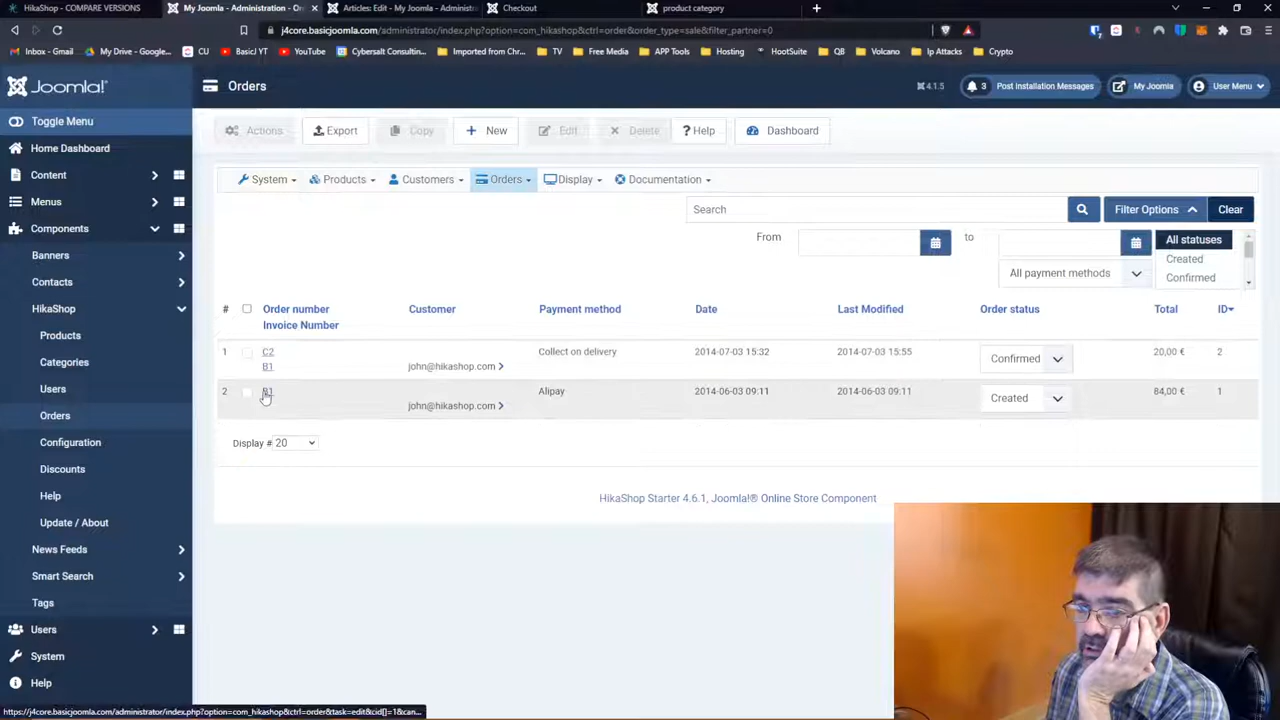 HikaShop - COMPARE VERSIONS
My Joomla - Administration - Or
Articles: Edit - My Joomla - Administr
Checkout
product category
j4core.basicjoomla.com/administrator/index.php?option=com_hikashop&ctrl=order&order_type=sale&filter_partner=0
Inbox - Gmail
My Drive - Google...
CU
BasicJ YT
YouTube
Cybersalt Consultin...
Imported from Chr...
TV
Free Media
APP Tools
Hosting
HootSuite
QB
Volcano
Ip Attacks
Crypto
Joomla!
Orders
4.1.5
3 Post Installation Messages
My Joomla
User Menu
Toggle Menu
Home Dashboard
Content
Menus
Components
Banners
Contacts
HikaShop
Products
Categories
Users
Orders
Configuration
Discounts
Help
Update / About
News Feeds
Smart Search
Tags
Users
System
Help
Actions
Export
Copy
New
Edit
Delete
? Help
Dashboard
System
Products
Customers
Orders
Display
Documentation
Search
Filter Options
Clear
From
to
All statuses
Created
Confirmed
All payment methods
# Order number Customer Payment method Date Last Modified Order status Total ID
Invoice Number
1 C2 Collect on delivery 2014-07-03 15:32 2014-07-03 15:55 Confirmed 20,00 € 2
B1 john@hikashop.com
2 B1 Alipay 2014-06-03 09:11 2014-06-03 09:11 Created 84,00 € 1
john@hikashop.com
Display # 20
HikaShop Starter 4.6.1, Joomla!® Online Store Component
https://j4core.basicjoomla.com/administrator/index.php?option=com_hikashop&ctrl=order&task=edit&cid[]=1&can...